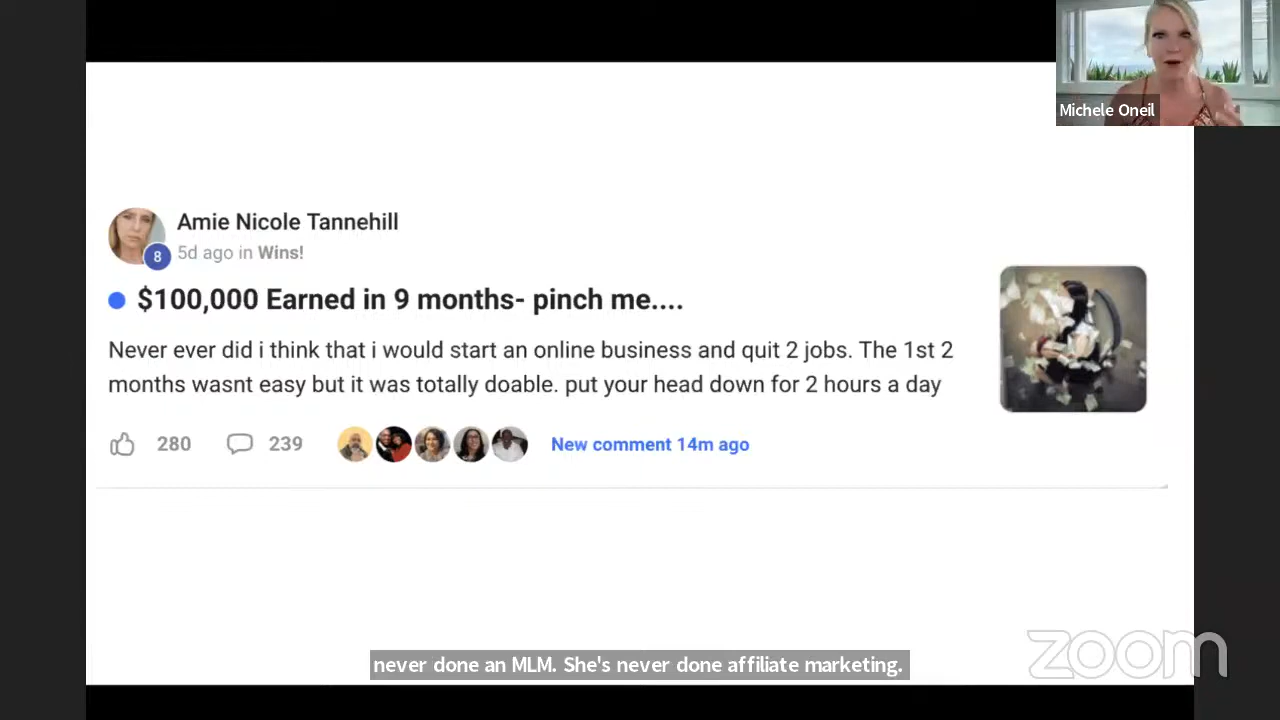 Michele Oneil
Amie Nicole Tannehill
8
5d ago in Wins!
$100,000 Earned in 9 months- pinch me....
Never ever did i think that i would start an online business and quit 2 jobs. The 1st 2
months wasnt easy but it was totally doable. put your head down for 2 hours a day
280 239 New comment 14m ago
zoom
never done an MLM. She's never done affiliate marketing.